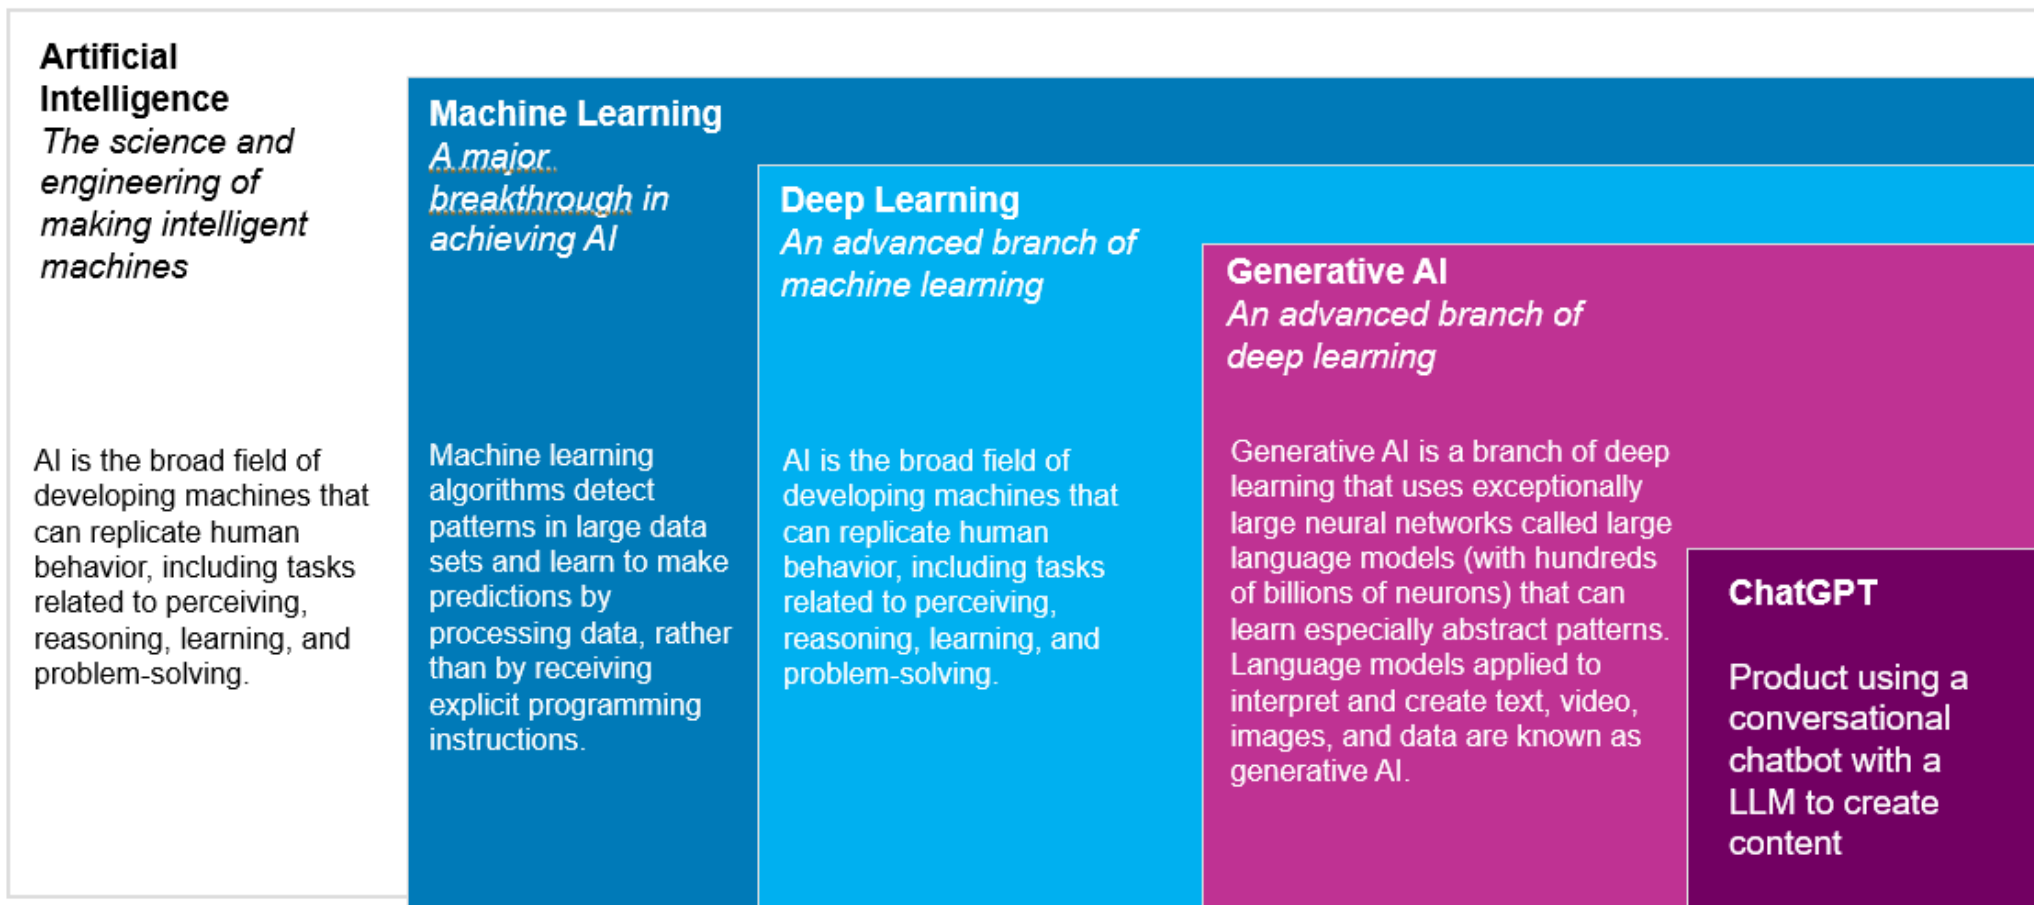 Artificial
Intelligence
The science and
engineering of
making intelligent
machines
AI is the broad field of
developing machines that
can replicate human
behavior, including tasks
related to perceiving,
reasoning, learning, and
problem-solving.
Machine Learning
A major
breakthrough in
achieving AI
Machine learning
algorithms detect
patterns in large data
sets and learn to make
predictions by
processing data, rather
than by receiving
explicit programming
instructions.
Deep Learning
An advanced branch of
machine learning
AI is the broad field of
developing machines that
can replicate human
behavior, including tasks
related to perceiving,
reasoning, learning, and
problem-solving.
Generative AI
An advanced branch of
deep learning
Generative AI is a branch of deep
learning that uses exceptionally
large neural networks called large
language models (with hundreds
of billions of neurons) that can
learn especially abstract patterns.
Language models applied to
interpret and create text, video,
images, and data are known as
generative AI.
ChatGPT
Product using a
conversational
chatbot with a
LLM to create
content